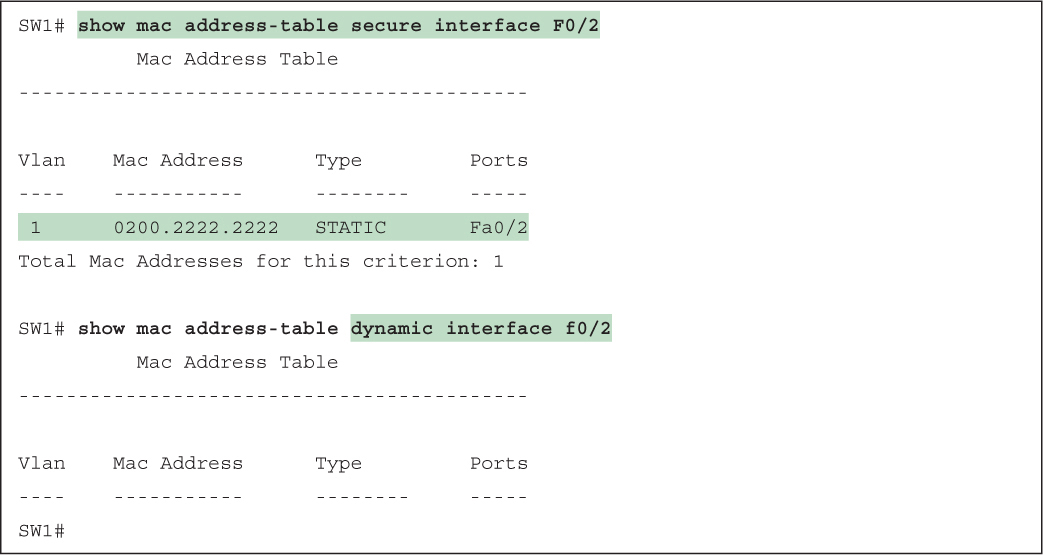 SW1# show mac address-table secure interface F0/2
          Mac Address Table
-------------------------------------------

Vlan    Mac Address      Type         Ports
----    -----------      --------     -----
 1      0200.2222.2222   STATIC       Fa0/2
Total Mac Addresses for this criterion: 1

SW1# show mac address-table dynamic interface f0/2
          Mac Address Table
-------------------------------------------

Vlan    Mac Address      Type         Ports
----    -----------      --------     -----
SW1#